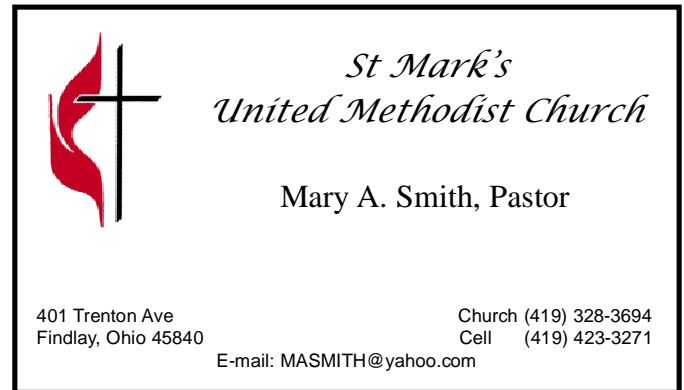 St Mark's
United Methodist Church
Mary A. Smith, Pastor
401 Trenton Ave
Findlay, Ohio 45840
Church (419) 328-3694
Cell (419) 423-3271
E-mail: MASMITH@yahoo.com